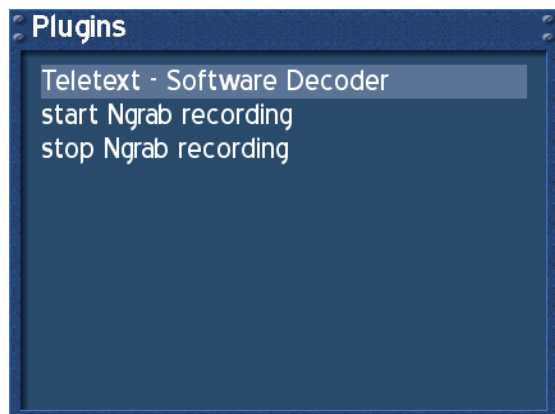 Plugins
Teletext - Software Decoder
start Ngrab recording
stop Ngrab recording